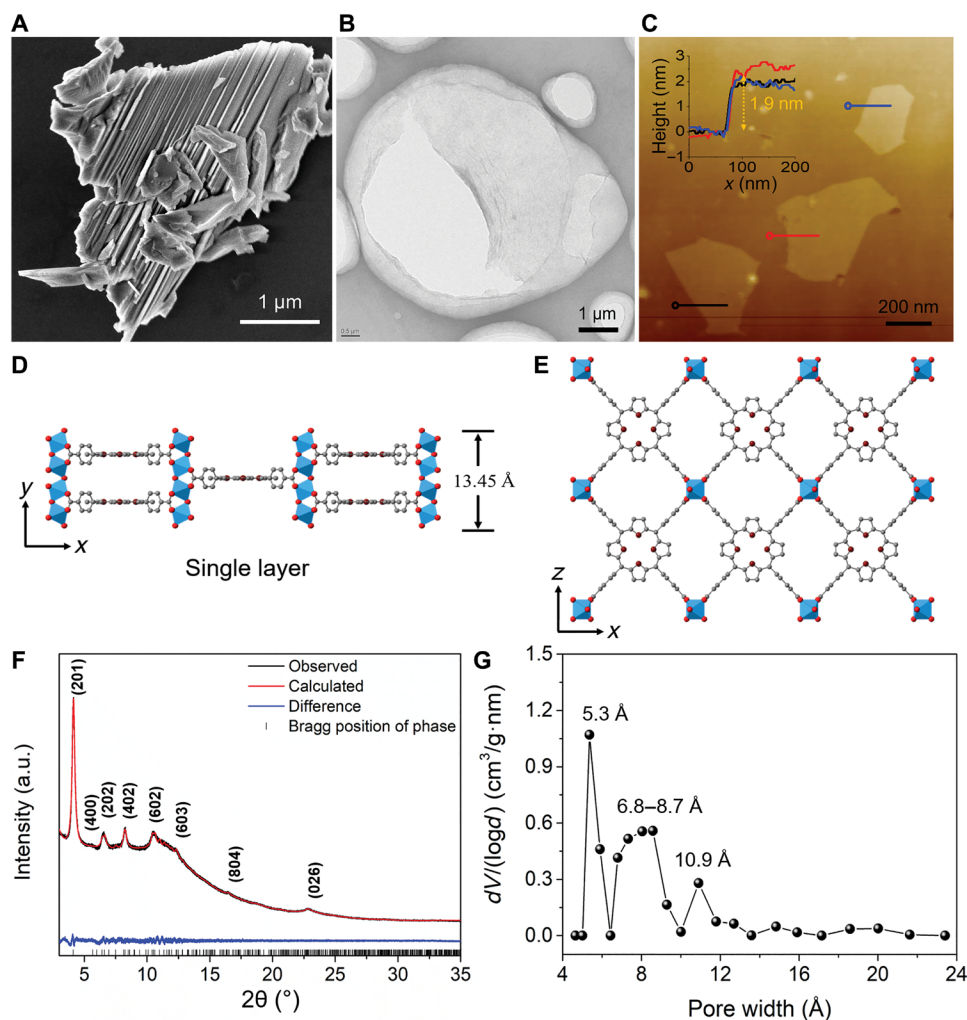 A
1 μm
B
0.5 μm
1 μm
C
Height (nm)
3
2
1
0
−1
0 100 200
x (nm)
1.9 nm
200 nm
D
y
x
13.45 Å
Single layer
E
z
x
F
Intensity (a.u.)
(201)
(400)
(202)
(402)
(602)
(603)
(804)
(026)
Observed
Calculated
Difference
Bragg position of phase
5 10 15 20 25 30 35
2θ (°)
G
dV/(logd) (cm³/g·nm)
1.5
1.2
0.9
0.6
0.3
0.0
5.3 Å
6.8–8.7 Å
10.9 Å
4 8 12 16 20 24
Pore width (Å)